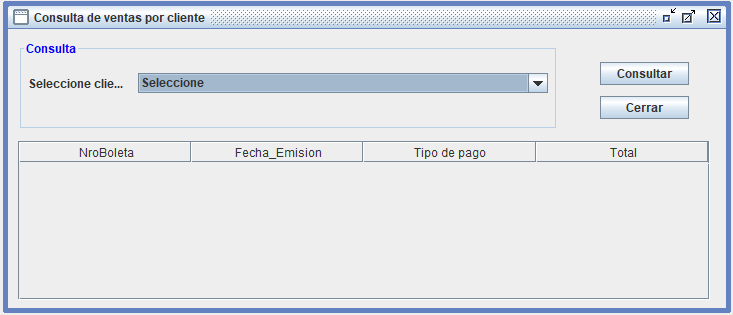 Consulta de ventas por cliente
Consulta
Seleccione clie...
Seleccione
Consultar
Cerrar
NroBoleta Fecha_Emision Tipo de pago Total